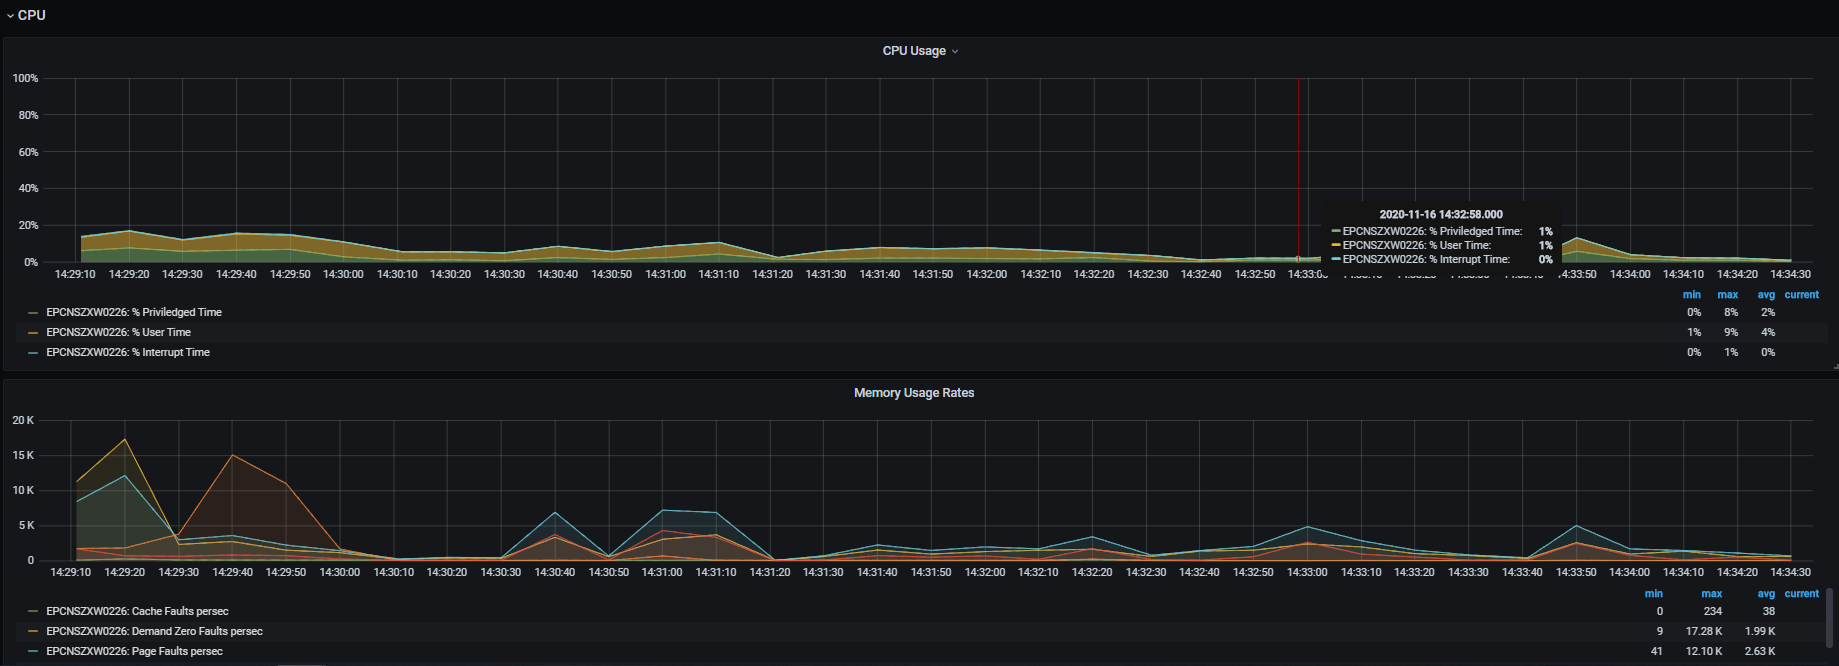 CPU
CPU Usage
100%
80%
60%
40%
20%
0%
14:29:10 14:29:20 14:29:30 14:29:40 14:29:50 14:30:00 14:30:10 14:30:20 14:30:30 14:30:40 14:30:50 14:31:00 14:31:10 14:31:20 14:31:30 14:31:40 14:31:50 14:32:00 14:32:10 14:32:20 14:32:30 14:32:40 14:32:50 14:33:00 14:33:50 14:34:00 14:34:10 14:34:20 14:34:30
2020-11-16 14:32:58.000
EPCNSZXW0226: % Priviledged Time: 1%
EPCNSZXW0226: % User Time: 1%
EPCNSZXW0226: % Interrupt Time: 0%
min max avg current
EPCNSZXW0226: % Priviledged Time 0% 8% 2%
EPCNSZXW0226: % User Time 1% 9% 4%
EPCNSZXW0226: % Interrupt Time 0% 1% 0%
Memory Usage Rates
20 K
15 K
10 K
5 K
0
14:29:10 14:29:20 14:29:30 14:29:40 14:29:50 14:30:00 14:30:10 14:30:20 14:30:30 14:30:40 14:30:50 14:31:00 14:31:10 14:31:20 14:31:30 14:31:40 14:31:50 14:32:00 14:32:10 14:32:20 14:32:30 14:32:40 14:32:50 14:33:00 14:33:10 14:33:20 14:33:30 14:33:40 14:33:50 14:34:00 14:34:10 14:34:20 14:34:30
min max avg current
EPCNSZXW0226: Cache Faults persec 0 234 38
EPCNSZXW0226: Demand Zero Faults persec 9 17.28 K 1.99 K
EPCNSZXW0226: Page Faults persec 41 12.10 K 2.63 K